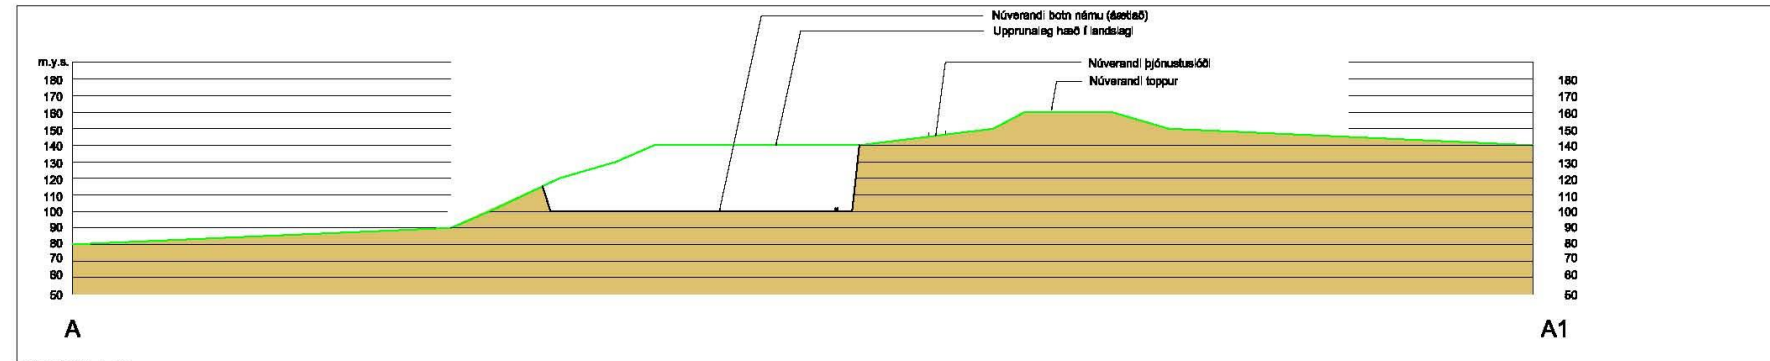 Núverandi botn námu (áætlað)
Upprunaleg hæð í landslagi
Núverandi þjónustuslóði
Núverandi toppur
m.y.s.
180 180
170 170
160 160
150 150
140 140
130 130
120 120
110 110
100 100
90 90
80 80
70 70
60 60
50 50
A A1